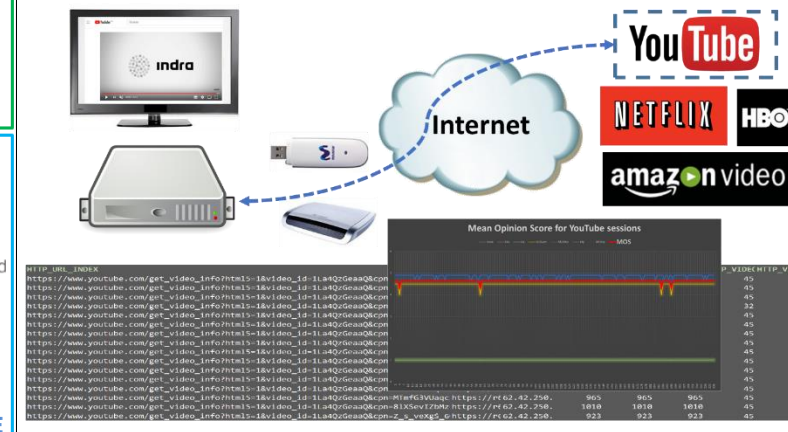 YouTube
indra
YouTube
Internet
NETFLIX
HBO
amazon video
Mean Opinion Score for YouTube sessions
MOS
HTTP_URL_INDEX
P_VIDEC HTTP_V
https://www.youtube.com/get_video_info?html5=1&video_id=1La4QzGeaaQ&cpn 45
https://www.youtube.com/get_video_info?html5=1&video_id=1La4QzGeaaQ&cpn 45
https://www.youtube.com/get_video_info?html5=1&video_id=1La4QzGeaaQ&cpn 45
https://www.youtube.com/get_video_info?html5=1&video_id=1La4QzGeaaQ&cpn 32
https://www.youtube.com/get_video_info?html5=1&video_id=1La4QzGeaaQ&cpn 45
https://www.youtube.com/get_video_info?html5=1&video_id=1La4QzGeaaQ&cpn 45
https://www.youtube.com/get_video_info?html5=1&video_id=1La4QzGeaaQ&cpn 45
https://www.youtube.com/get_video_info?html5=1&video_id=1La4QzGeaaQ&cpn 45
https://www.youtube.com/get_video_info?html5=1&video_id=1La4QzGeaaQ&cpn 45
https://www.youtube.com/get_video_info?html5=1&video_id=1La4QzGeaaQ&cpn 45
https://www.youtube.com/get_video_info?html5=1&video_id=1La4QzGeaaQ&cpn 45
https://www.youtube.com/get_video_info?html5=1&video_id=1La4QzGeaaQ&cpn 45
https://www.youtube.com/get_video_info?html5=1&video_id=1La4QzGeaaQ&cpn=MTmfG3VUaqc https://r(62.42.250. 965 965 965 45
https://www.youtube.com/get_video_info?html5=1&video_id=1La4QzGeaaQ&cpn=8lXSevIZbMz https://r(62.42.250. 1010 1010 1010 45
https://www.youtube.com/get_video_info?html5=1&video_id=1La4QzGeaaQ&cpn=Z_s_veXgS_e https://r(62.42.250. 923 923 923 45